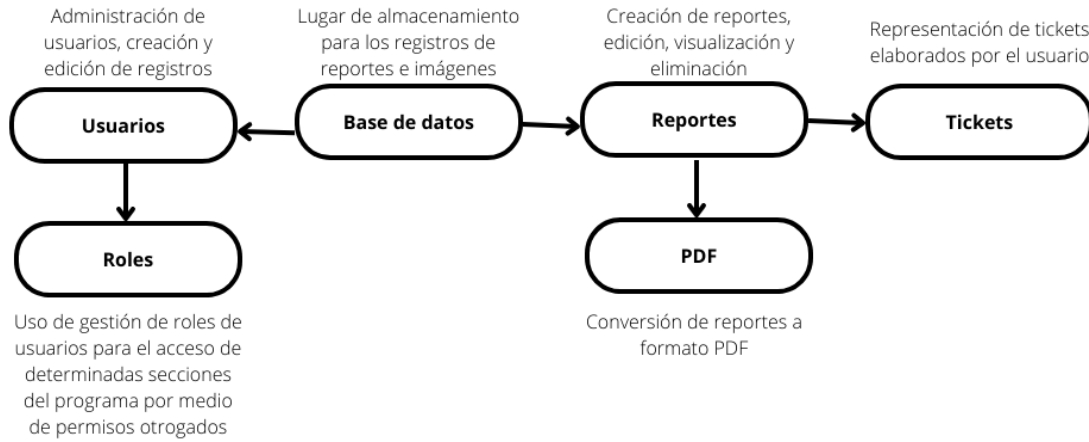 Administración de
usuarios, creación y
edición de registros
Usuarios
Lugar de almacenamiento
para los registros de
reportes e imágenes
Base de datos
Creación de reportes,
edición, visualización y
eliminación
Reportes
Representación de tickets
elaborados por el usuario
Tickets
Roles
Uso de gestión de roles de
usuarios para el acceso de
determinadas secciones
del programa por medio
de permisos otrogados
PDF
Conversión de reportes a
formato PDF